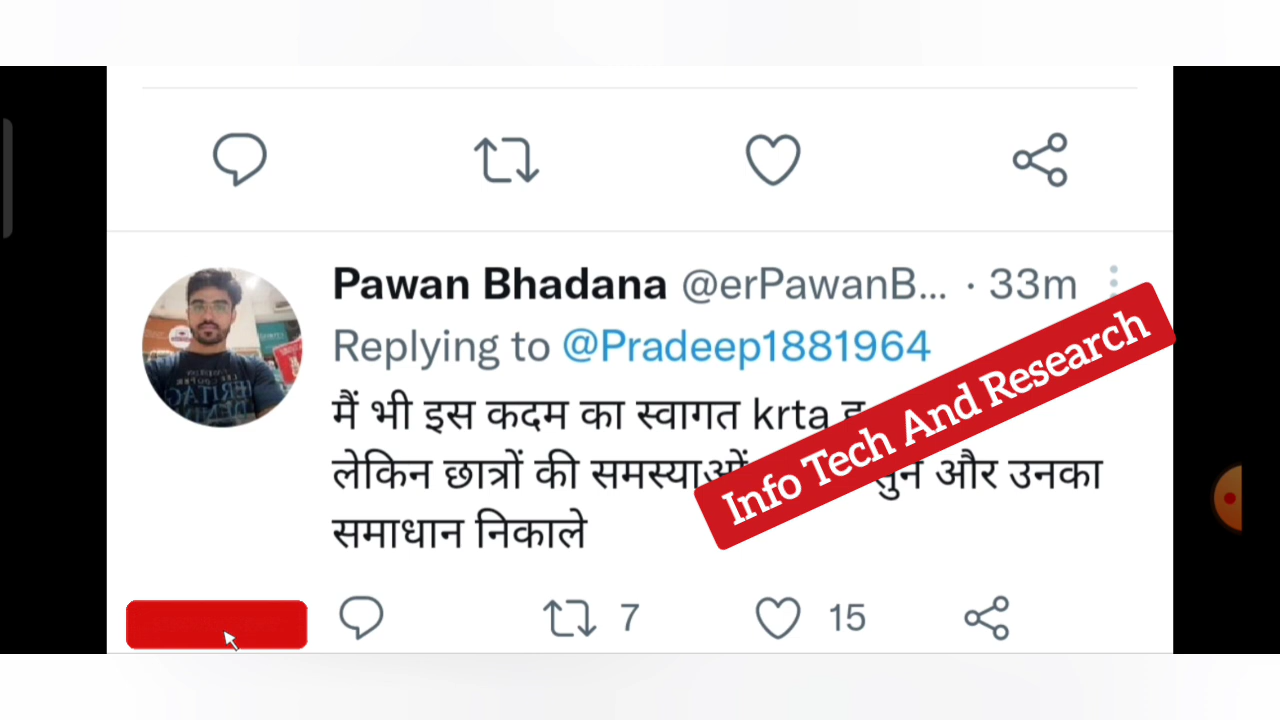 Pawan Bhadana @erPawanB... · 33m
Replying to @Pradeep1881964
मैं भी इस कदम का स्वागत krta
लेकिन छात्रों की समस्याओं और उनका
समाधान निकाले
Info Tech And Research
7 15